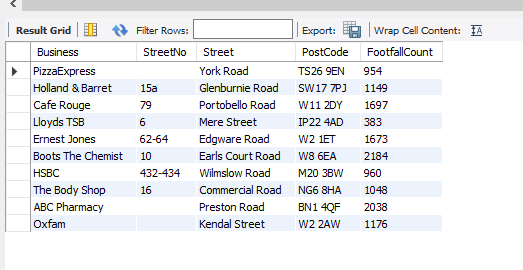 Result Grid Filter Rows: Export: Wrap Cell Content:
Business StreetNo Street PostCode FootfallCount
PizzaExpress York Road TS26 9EN 954
Holland & Barret 15a Glenburnie Road SW17 7PJ 1149
Cafe Rouge 79 Portobello Road W11 2DY 1697
Lloyds TSB 6 Mere Street IP22 4AD 383
Ernest Jones 62-64 Edgware Road W2 1ET 1673
Boots The Chemist 10 Earls Court Road W8 6EA 2184
HSBC 432-434 Wilmslow Road M20 3BW 960
The Body Shop 16 Commercial Road NG6 8HA 1048
ABC Pharmacy Preston Road BN1 4QF 2038
Oxfam Kendal Street W2 2AW 1176